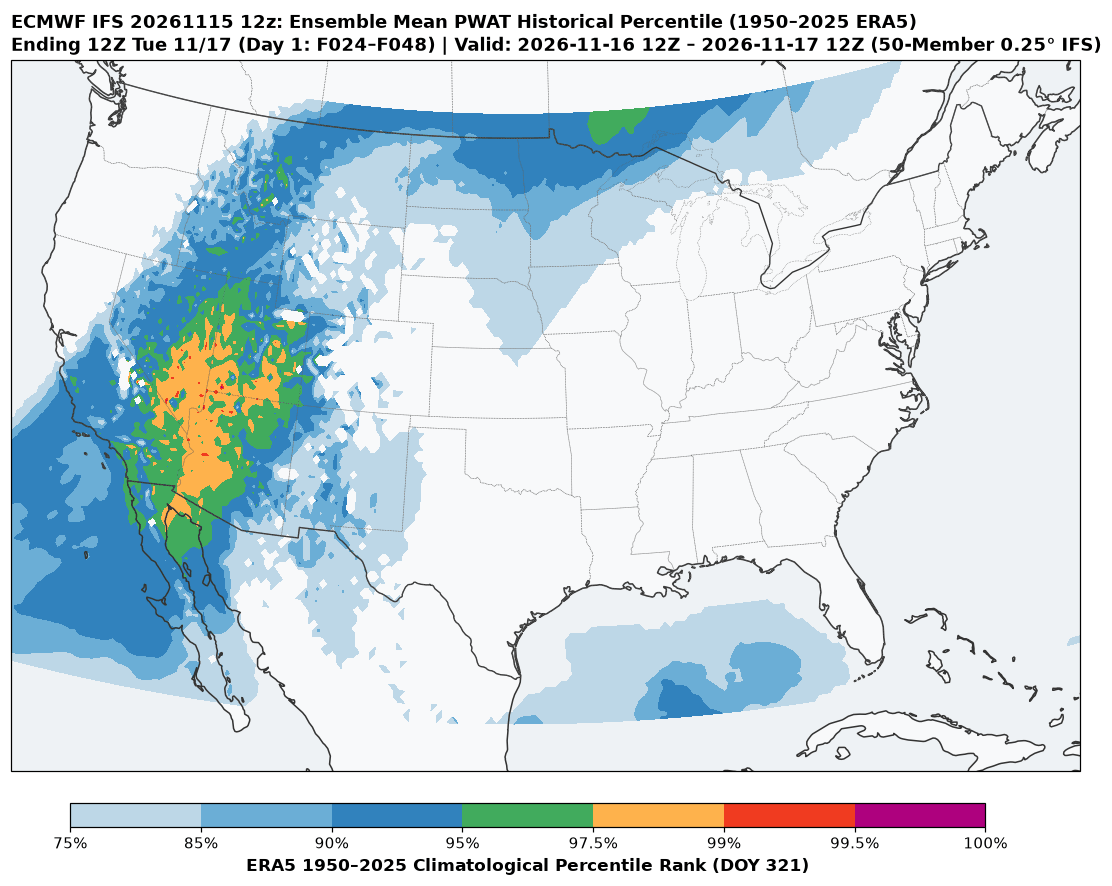 ECMWF IFS 20261115 12z: Ensemble Mean PWAT Historical Percentile (1950–2025 ERA5)
Ending 12Z Tue 11/17 (Day 1: F024–F048) | Valid: 2026-11-16 12Z – 2026-11-17 12Z (50-Member 0.25° IFS)
75% 85% 90% 95% 97.5% 99% 99.5% 100%
ERA5 1950–2025 Climatological Percentile Rank (DOY 321)